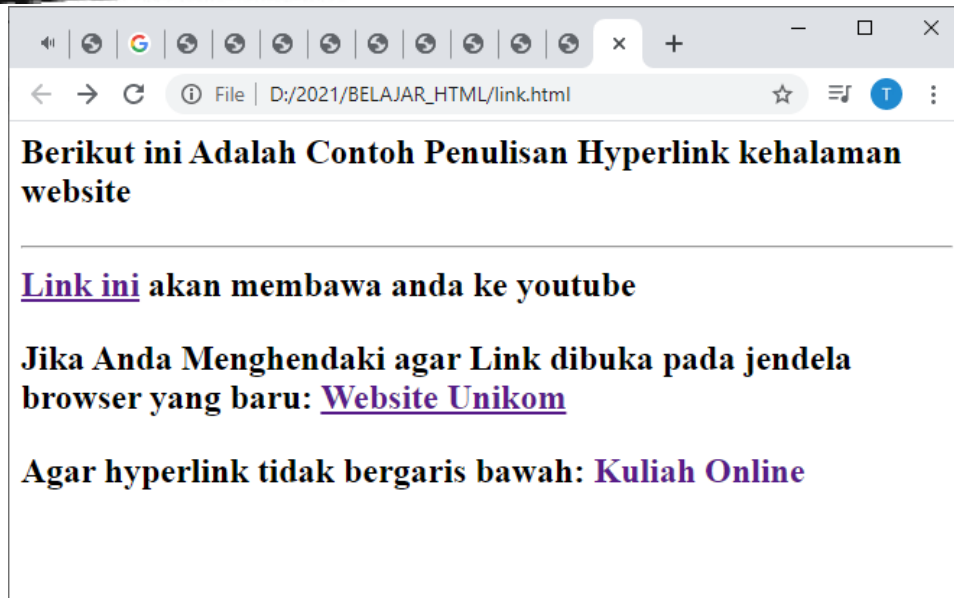 File D:/2021/BELAJAR_HTML/link.html
T
Berikut ini Adalah Contoh Penulisan Hyperlink kehalaman
website
Link ini akan membawa anda ke youtube
Jika Anda Menghendaki agar Link dibuka pada jendela
browser yang baru: Website Unikom
Agar hyperlink tidak bergaris bawah: Kuliah Online